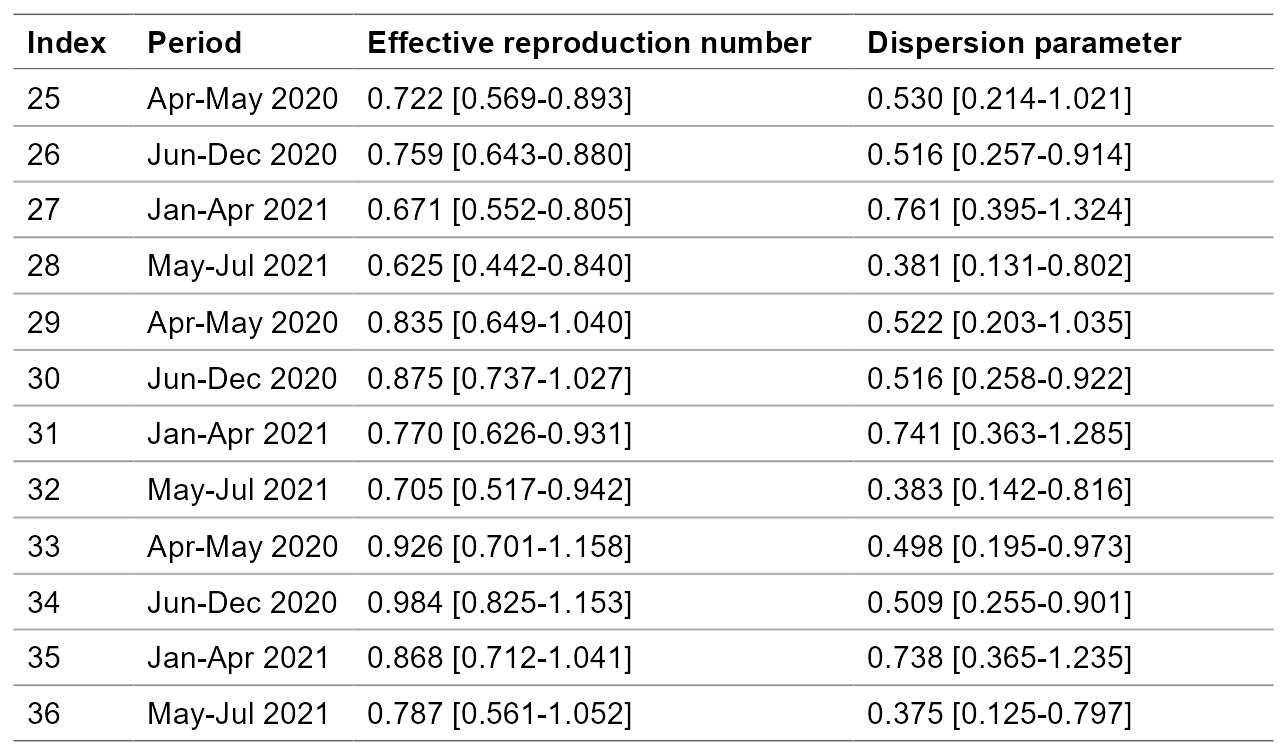 Index Period Effective reproduction number Dispersion parameter
25 Apr-May 2020 0.722 [0.569-0.893] 0.530 [0.214-1.021]
26 Jun-Dec 2020 0.759 [0.643-0.880] 0.516 [0.257-0.914]
27 Jan-Apr 2021 0.671 [0.552-0.805] 0.761 [0.395-1.324]
28 May-Jul 2021 0.625 [0.442-0.840] 0.381 [0.131-0.802]
29 Apr-May 2020 0.835 [0.649-1.040] 0.522 [0.203-1.035]
30 Jun-Dec 2020 0.875 [0.737-1.027] 0.516 [0.258-0.922]
31 Jan-Apr 2021 0.770 [0.626-0.931] 0.741 [0.363-1.285]
32 May-Jul 2021 0.705 [0.517-0.942] 0.383 [0.142-0.816]
33 Apr-May 2020 0.926 [0.701-1.158] 0.498 [0.195-0.973]
34 Jun-Dec 2020 0.984 [0.825-1.153] 0.509 [0.255-0.901]
35 Jan-Apr 2021 0.868 [0.712-1.041] 0.738 [0.365-1.235]
36 May-Jul 2021 0.787 [0.561-1.052] 0.375 [0.125-0.797]